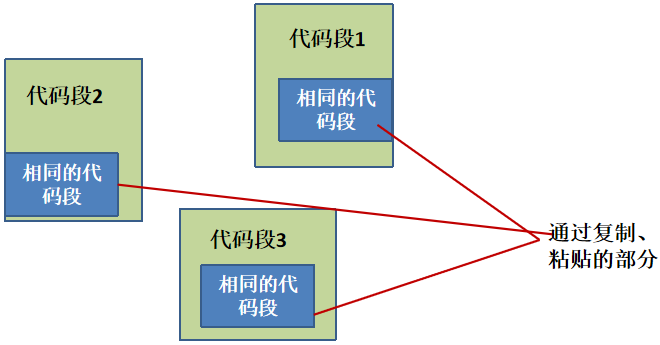 代码段1
相同的代
码段
代码段2
相同的代
码段
代码段3
相同的代
码段
通过复制、
粘贴的部分